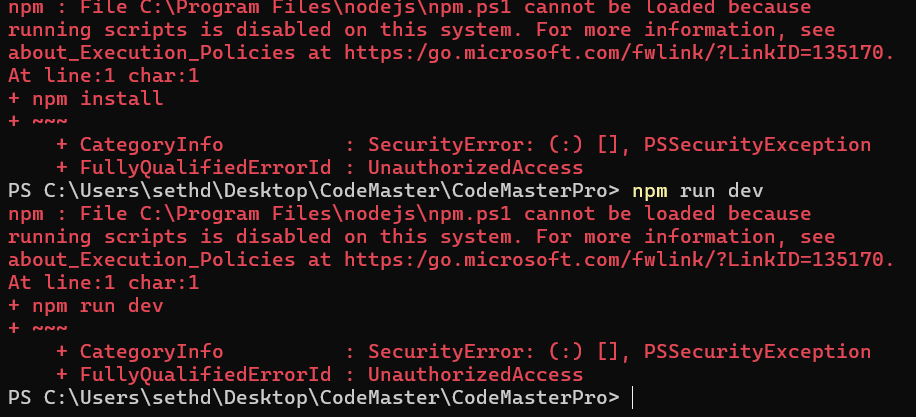 npm : File C:\Program Files\nodejs\npm.ps1 cannot be loaded because
running scripts is disabled on this system. For more information, see
about_Execution_Policies at https:/go.microsoft.com/fwlink/?LinkID=135170.
At line:1 char:1
+ npm install
+ ~~~
    + CategoryInfo          : SecurityError: (:) [], PSSecurityException
    + FullyQualifiedErrorId : UnauthorizedAccess
PS C:\Users\sethd\Desktop\CodeMaster\CodeMasterPro> npm run dev
npm : File C:\Program Files\nodejs\npm.ps1 cannot be loaded because
running scripts is disabled on this system. For more information, see
about_Execution_Policies at https:/go.microsoft.com/fwlink/?LinkID=135170.
At line:1 char:1
+ npm run dev
+ ~~~
    + CategoryInfo          : SecurityError: (:) [], PSSecurityException
    + FullyQualifiedErrorId : UnauthorizedAccess
PS C:\Users\sethd\Desktop\CodeMaster\CodeMasterPro>